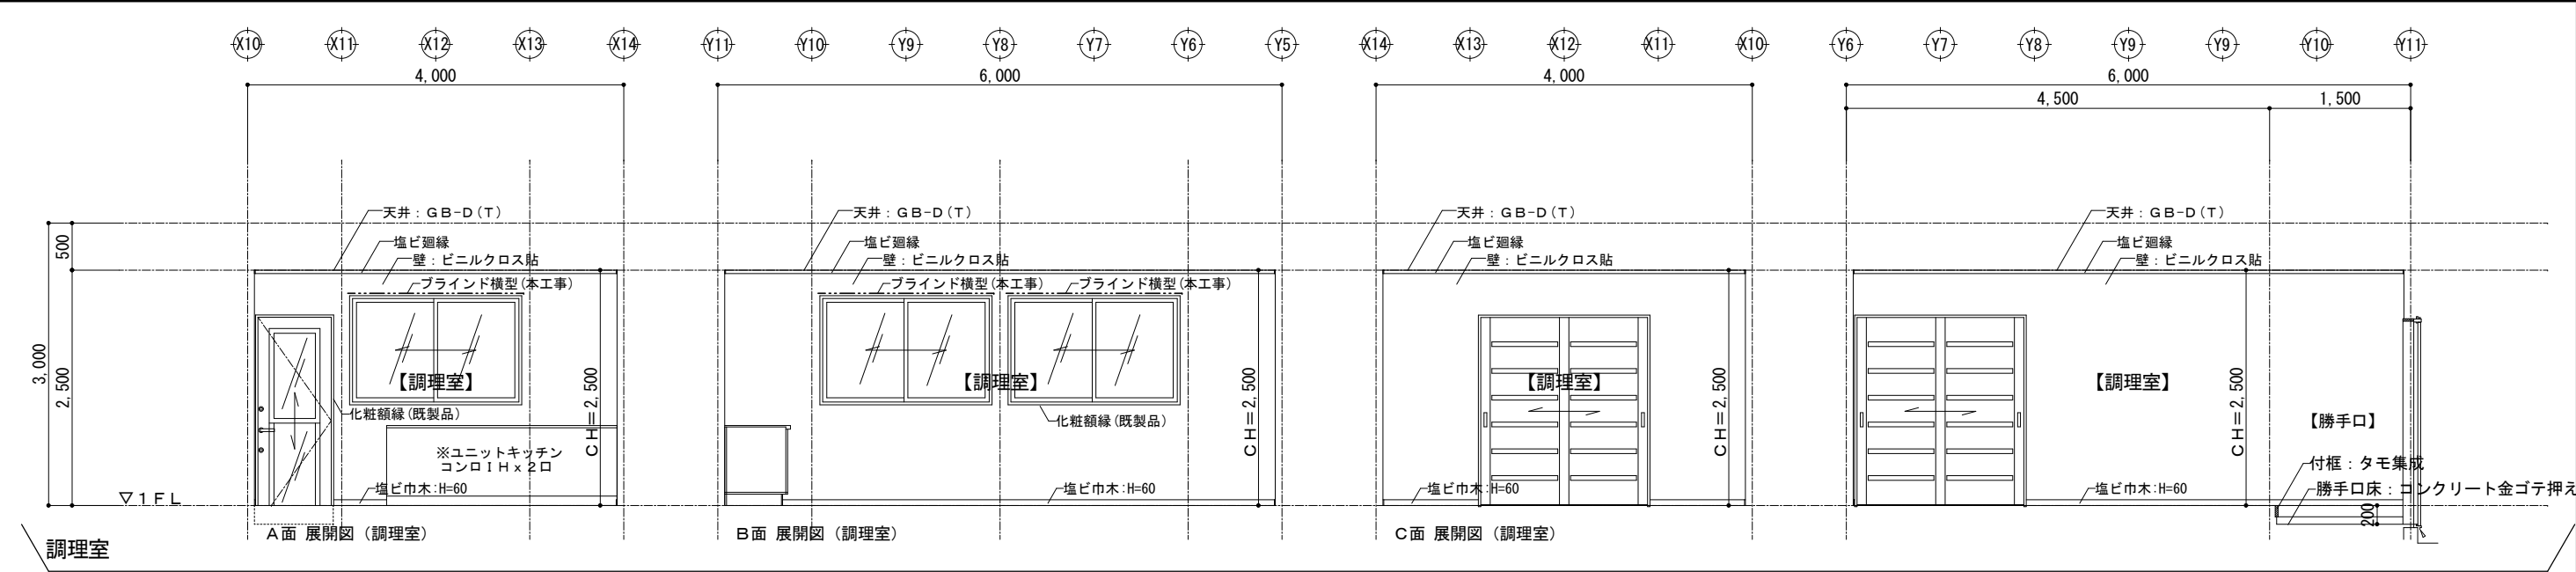 X10 X11 X12 X13 X14 Y11 Y10 Y9 Y8 Y7 Y6 Y5 X14 X13 X12 X11 X10 Y6 Y7 Y8 Y9 Y9 Y10 Y11
4,000 6,000 4,000 6,000
4,500 1,500
天井：ＧＢ-Ｄ(Ｔ) 天井：ＧＢ-Ｄ(Ｔ) 天井：ＧＢ-Ｄ(Ｔ) 天井：ＧＢ-Ｄ(Ｔ)
500
塩ビ廻縁 塩ビ廻縁 塩ビ廻縁 塩ビ廻縁
壁：ビニルクロス貼 壁：ビニルクロス貼 壁：ビニルクロス貼 壁：ビニルクロス貼
ブラインド横型(本工事) ブラインド横型(本工事) ブラインド横型(本工事)
3,000
2,500
【調理室】 【調理室】 【調理室】 【調理室】
ＣＨ＝2,500 ＣＨ＝2,500 ＣＨ＝2,500 ＣＨ＝2,500
化粧額縁(既製品) 化粧額縁(既製品) 【勝手口】
※ユニットキッチン
コンロＩＨｘ２口
付框：タモ集成
塩ビ巾木:H=60 塩ビ巾木:H=60 塩ビ巾木:H=60 塩ビ巾木:H=60 勝手口床：コンクリート金ゴテ押え
▽１ＦＬ
200
Ａ面 展開図（調理室） Ｂ面 展開図（調理室） Ｃ面 展開図（調理室）
調理室